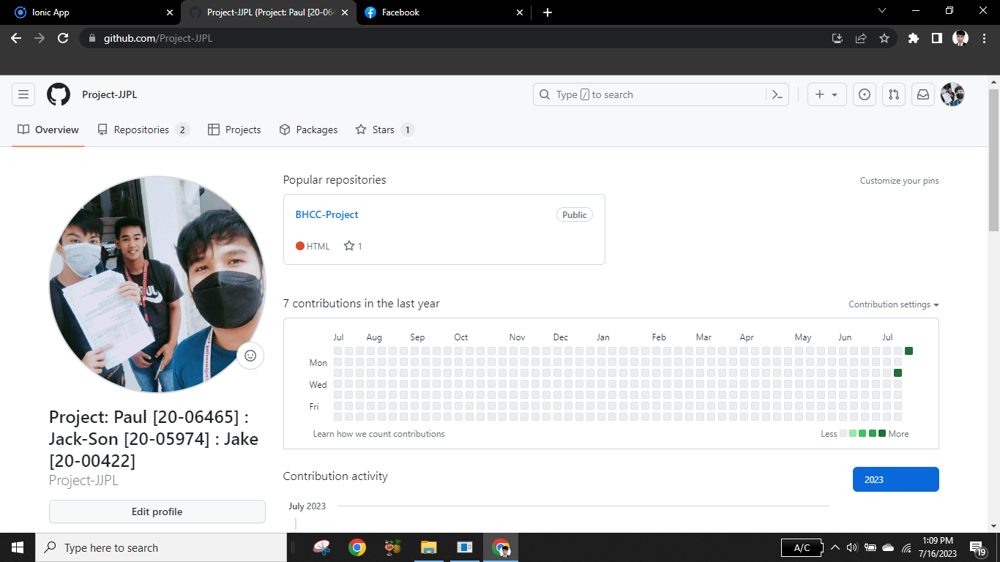 Ionic App
Project-JJPL (Project: Paul [20-064
Facebook
github.com/Project-JJPL
Project-JJPL
Type / to search
Overview
Repositories 2
Projects
Packages
Stars 1
Popular repositories
Customize your pins
BHCC-Project
Public
HTML
1
7 contributions in the last year
Contribution settings
Jul Aug Sep Oct Nov Dec Jan Feb Mar Apr May Jun Jul
Mon
Wed
Fri
Learn how we count contributions
Less More
Project: Paul [20-06465] :
Jack-Son [20-05974] : Jake
[20-00422]
Project-JJPL
Edit profile
Contribution activity
2023
July 2023
Type here to search
A/C
1:09 PM
7/16/2023
19